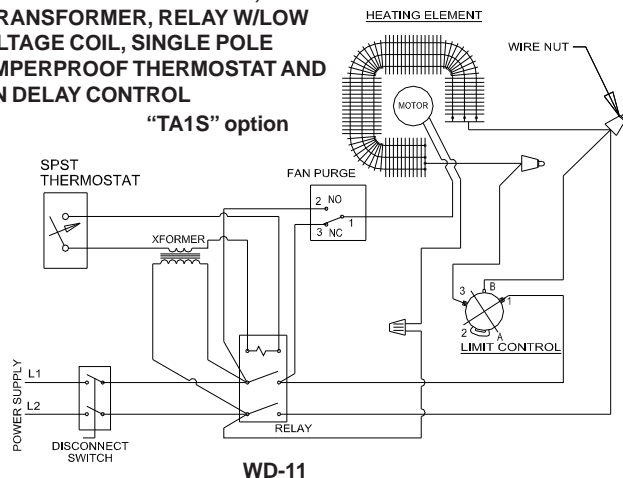 TRANSFORMER, RELAY W/LOW
LTAGE COIL, SINGLE POLE
MPERPROOF THERMOSTAT AND
N DELAY CONTROL
“TA1S” option
HEATING ELEMENT
WIRE NUT
MOTOR
SPST
THERMOSTAT
FAN PURGE
2 NO
1
3 NC
XFORMER
3
B
1
2
A
LIMIT CONTROL
POWER SUPPLY
L1
L2
RELAY
DISCONNECT
SWITCH
WD-11